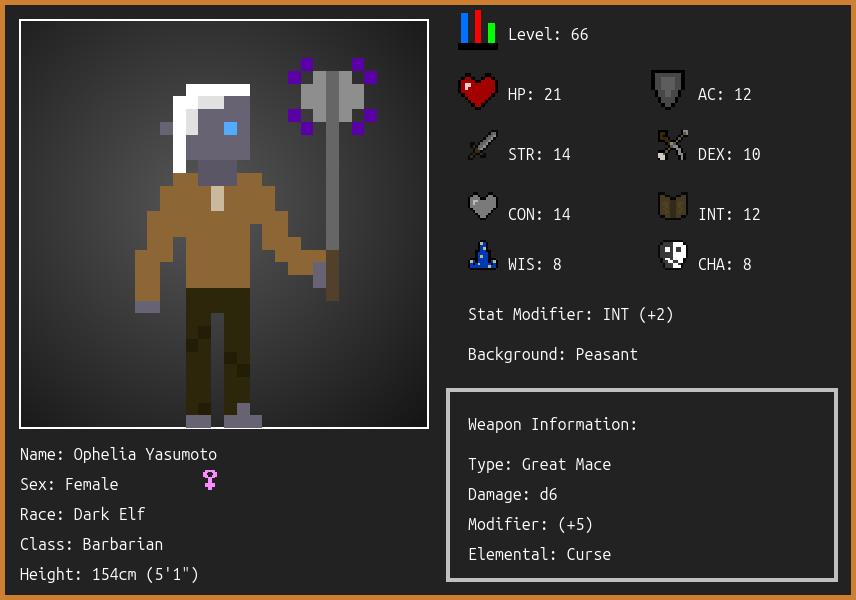 Level: 66
HP: 21
AC: 12
STR: 14
DEX: 10
CON: 14
INT: 12
WIS: 8
CHA: 8
Stat Modifier: INT (+2)
Background: Peasant
Weapon Information:
Type: Great Mace
Damage: d6
Modifier: (+5)
Elemental: Curse
Name: Ophelia Yasumoto
Sex: Female
Race: Dark Elf
Class: Barbarian
Height: 154cm (5'1")